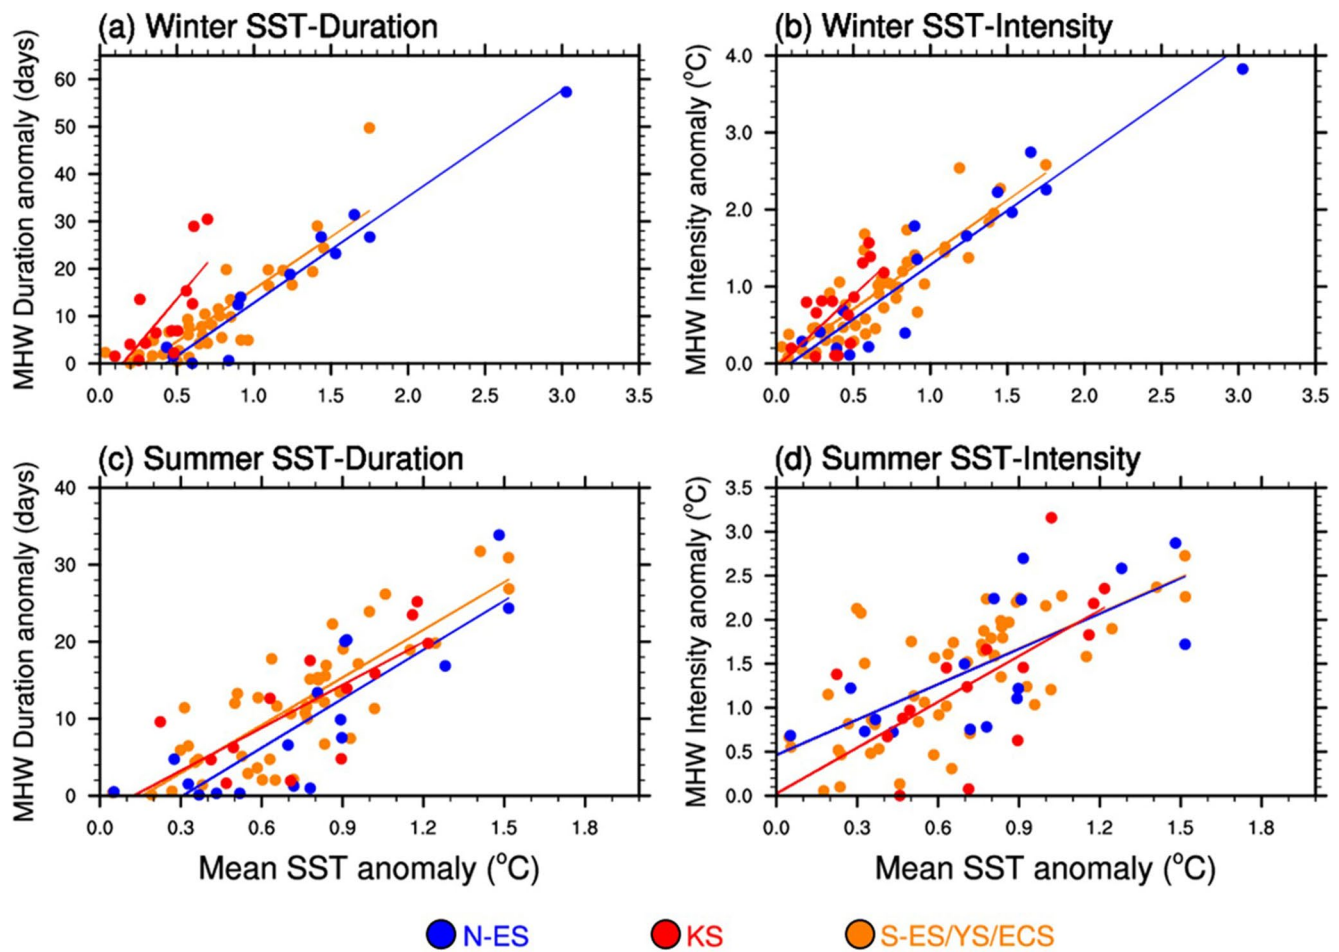 (a) Winter SST-Duration
(b) Winter SST-Intensity
MHW Duration anomaly (days)
60
50
40
30
20
10
0
0.0 0.5 1.0 1.5 2.0 2.5 3.0 3.5
MHW Intensity anomaly (°C)
4.0
3.0
2.0
1.0
0.0
0.0 0.5 1.0 1.5 2.0 2.5 3.0 3.5
(c) Summer SST-Duration
(d) Summer SST-Intensity
MHW Duration anomaly (days)
40
30
20
10
0
0.0 0.3 0.6 0.9 1.2 1.5 1.8
Mean SST anomaly (°C)
MHW Intensity anomaly (°C)
3.5
3.0
2.5
2.0
1.5
1.0
0.5
0.0
0.0 0.3 0.6 0.9 1.2 1.5 1.8
Mean SST anomaly (°C)
N-ES KS S-ES/YS/ECS